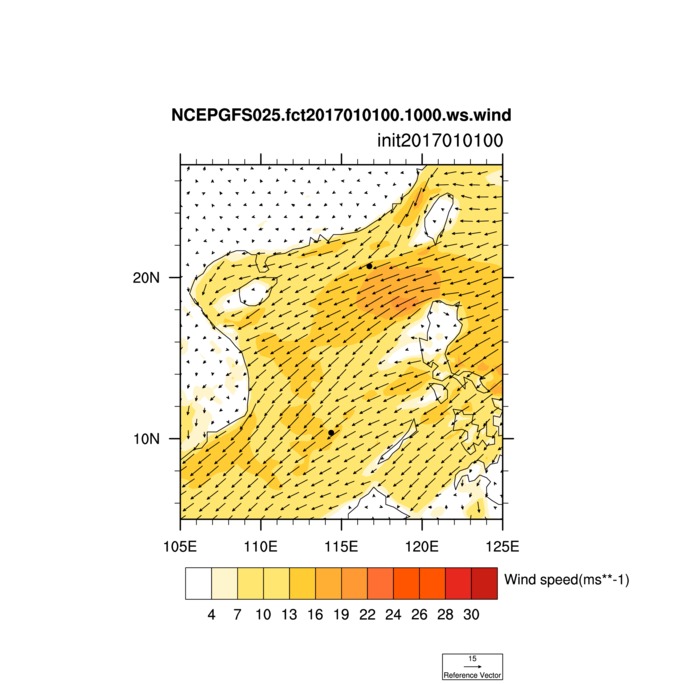 NCEPGFS025.fct2017010100.1000.ws.wind
init2017010100
20N
10N
105E 110E 115E 120E 125E
Wind speed(ms**-1)
4 7 10 13 16 19 22 24 26 28 30
15
Reference Vector